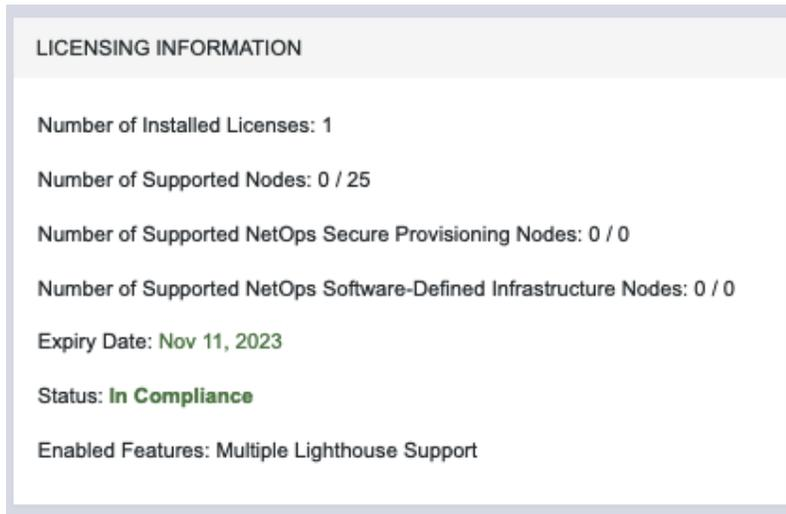 LICENSING INFORMATION
Number of Installed Licenses: 1
Number of Supported Nodes: 0 / 25
Number of Supported NetOps Secure Provisioning Nodes: 0 / 0
Number of Supported NetOps Software-Defined Infrastructure Nodes: 0 / 0
Expiry Date: Nov 11, 2023
Status: In Compliance
Enabled Features: Multiple Lighthouse Support